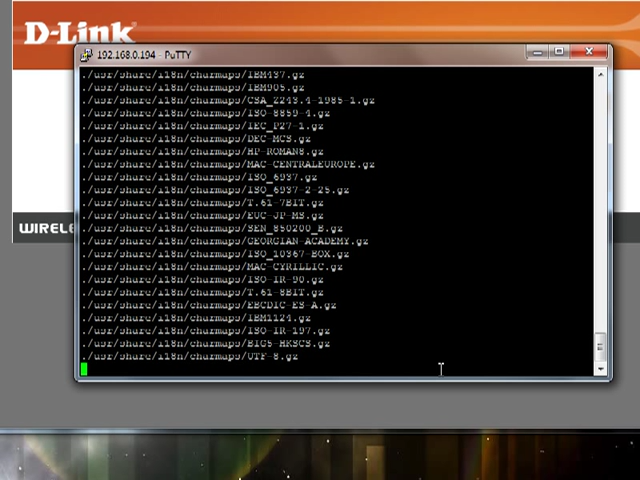 D-Link
192.168.0.194 - PuTTY
./usr/share/i18n/charmaps/IBM437.gz
./usr/share/i18n/charmaps/IBM905.gz
./usr/share/i18n/charmaps/CSA_Z243.4-1985-1.gz
./usr/share/i18n/charmaps/ISO-8859-4.gz
./usr/share/i18n/charmaps/IEC_P27-1.gz
./usr/share/i18n/charmaps/DEC-MCS.gz
./usr/share/i18n/charmaps/HP-ROMAN8.gz
./usr/share/i18n/charmaps/MAC-CENTRALEUROPE.gz
./usr/share/i18n/charmaps/ISO_6937.gz
./usr/share/i18n/charmaps/ISO_6937-2-25.gz
./usr/share/i18n/charmaps/T.61-7BIT.gz
./usr/share/i18n/charmaps/EUC-JP-MS.gz
./usr/share/i18n/charmaps/SEN_850200_B.gz
./usr/share/i18n/charmaps/GEORGIAN-ACADEMY.gz
./usr/share/i18n/charmaps/ISO_10367-BOX.gz
./usr/share/i18n/charmaps/MAC-CYRILLIC.gz
./usr/share/i18n/charmaps/ISO-IR-90.gz
./usr/share/i18n/charmaps/T.61-8BIT.gz
./usr/share/i18n/charmaps/EBCDIC-ES-A.gz
./usr/share/i18n/charmaps/IBM1124.gz
./usr/share/i18n/charmaps/ISO-IR-197.gz
./usr/share/i18n/charmaps/BIG5-HKSCS.gz
./usr/share/i18n/charmaps/UTF-8.gz
WIRELE